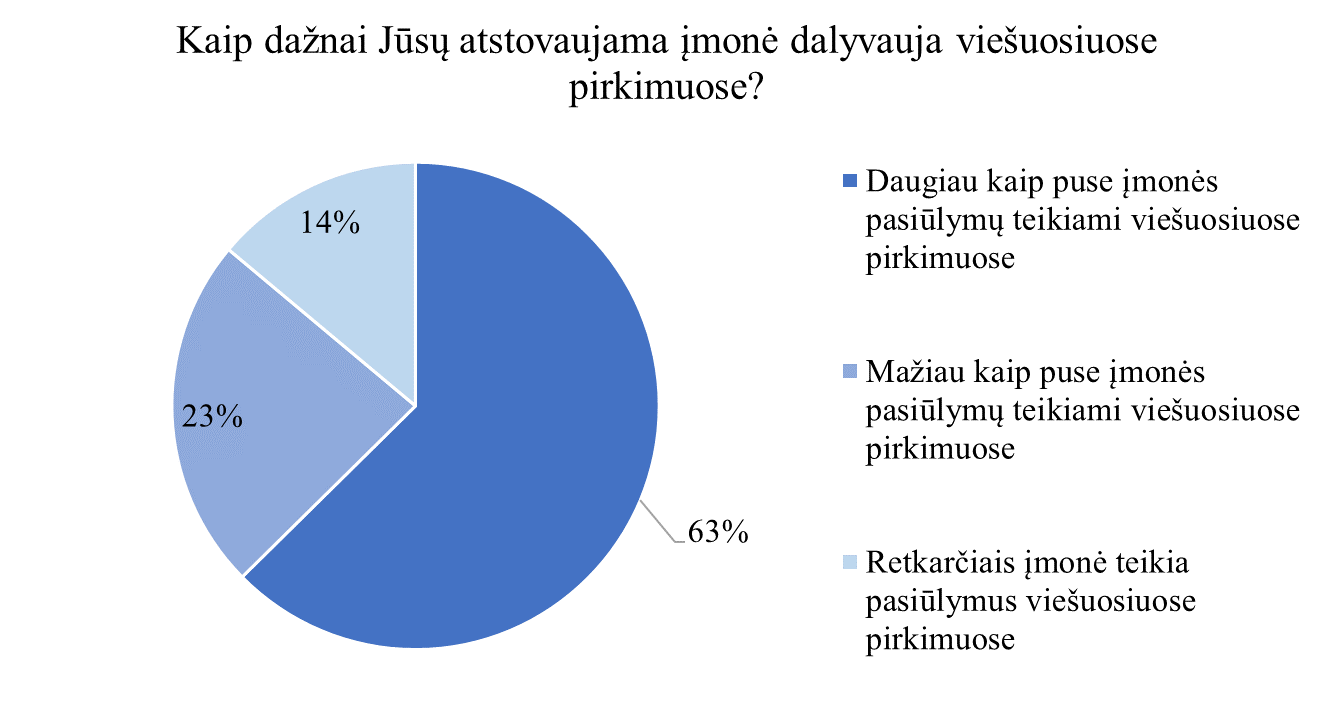 Kaip dažnai Jūsų atstovaujama įmonė dalyvauja viešuosiuose
pirkimuose?
14%
23%
63%
Daugiau kaip puse įmonės
pasiūlymų teikiami viešuosiuose
pirkimuose
Mažiau kaip puse įmonės
pasiūlymų teikiami viešuosiuose
pirkimuose
Retkarčiais įmonė teikia
pasiūlymus viešuosiuose
pirkimuose